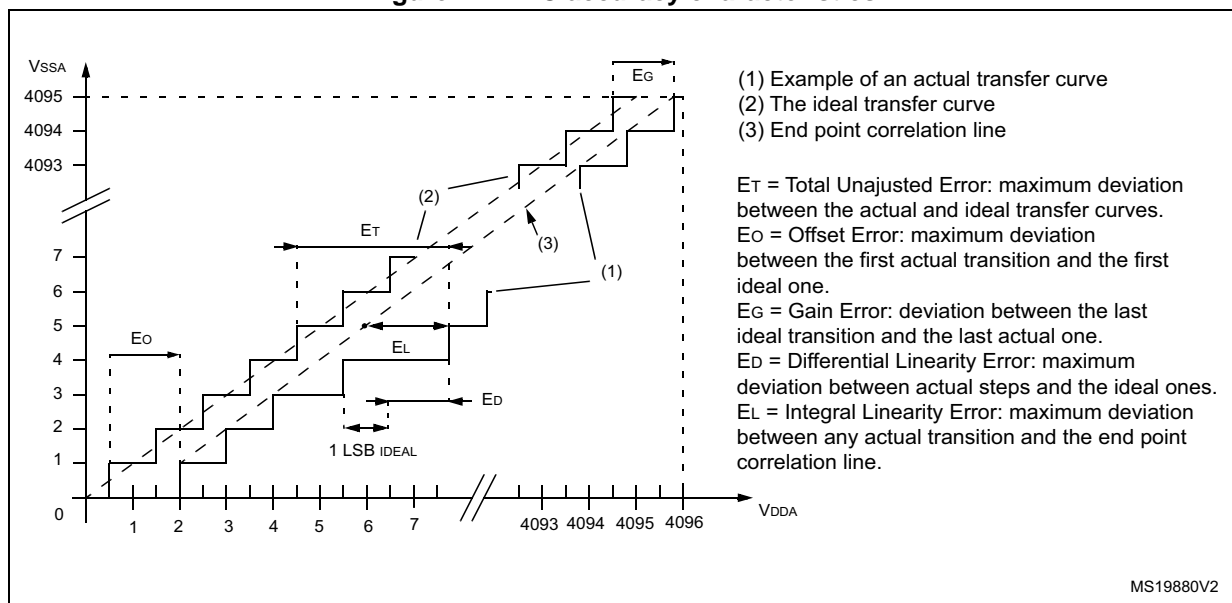 VSSA
4095
4094
4093
7
6
5
4
3
2
1
0
EG
(2)
ET
(3)
(1)
EO
EL
ED
1 LSB IDEAL
1 2 3 4 5 6 7 4093 4094 4095 4096
VDDA
(1) Example of an actual transfer curve
(2) The ideal transfer curve
(3) End point correlation line
ET = Total Unajusted Error: maximum deviation
between the actual and ideal transfer curves.
EO = Offset Error: maximum deviation
between the first actual transition and the first
ideal one.
EG = Gain Error: deviation between the last
ideal transition and the last actual one.
ED = Differential Linearity Error: maximum
deviation between actual steps and the ideal ones.
EL = Integral Linearity Error: maximum deviation
between any actual transition and the end point
correlation line.
MS19880V2